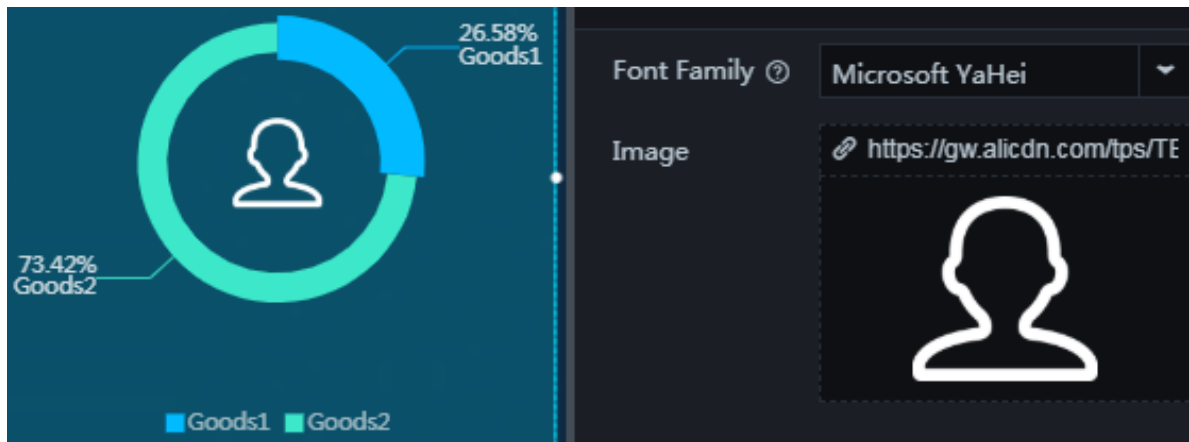 26.58%
Goods1
73.42%
Goods2
Goods1 Goods2
Font Family ?
Microsoft YaHei
Image
https://gw.alicdn.com/tps/TE